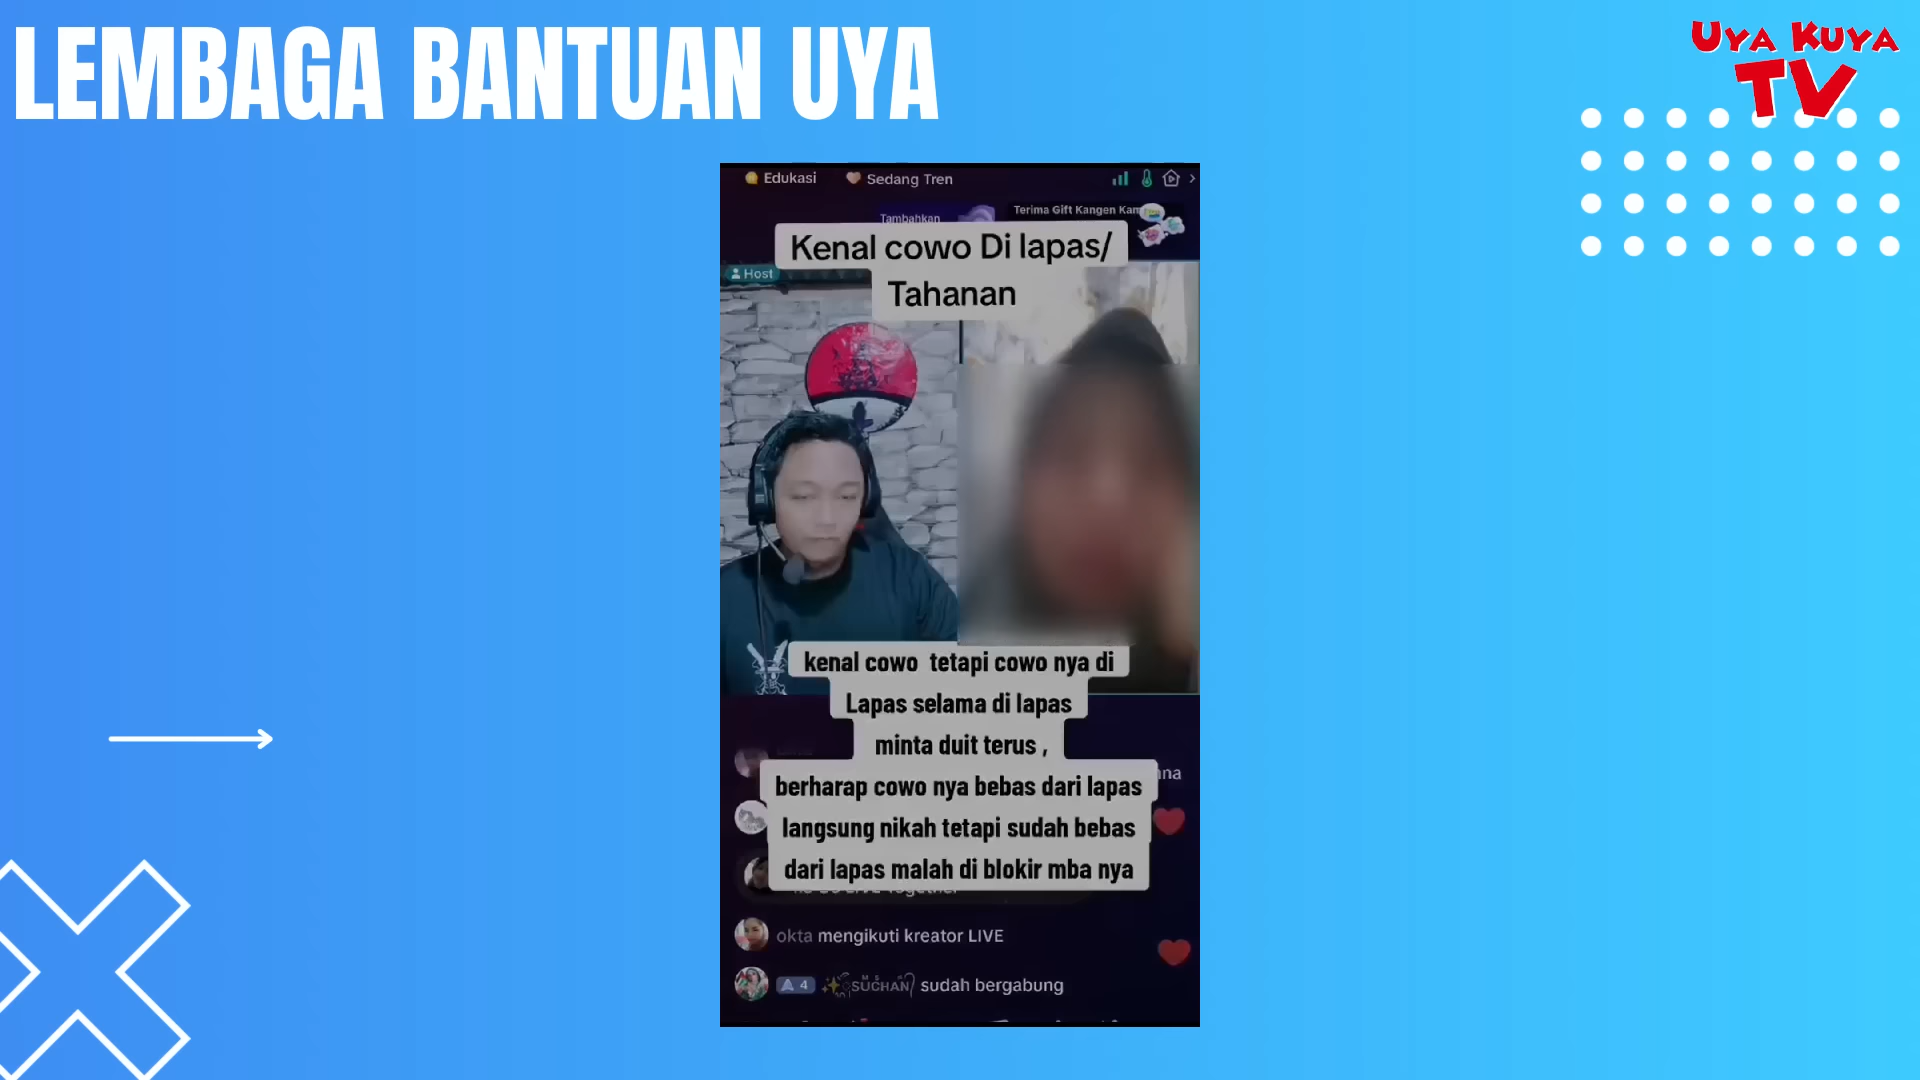 LEMBAGA BANTUAN UYA
UYA KUYA
TV
Edukasi
Sedang Tren
Tambahkan
Terima Gift Kangen Kam
Kenal cowo Di lapas/
Tahanan
Host
kenal cowo tetapi cowo nya di
Lapas selama di lapas
minta duit terus ,
berharap cowo nya bebas dari lapas
langsung nikah tetapi sudah bebas
dari lapas malah di blokir mba nya
okta mengikuti kreator LIVE
4 SUCHAN sudah bergabung